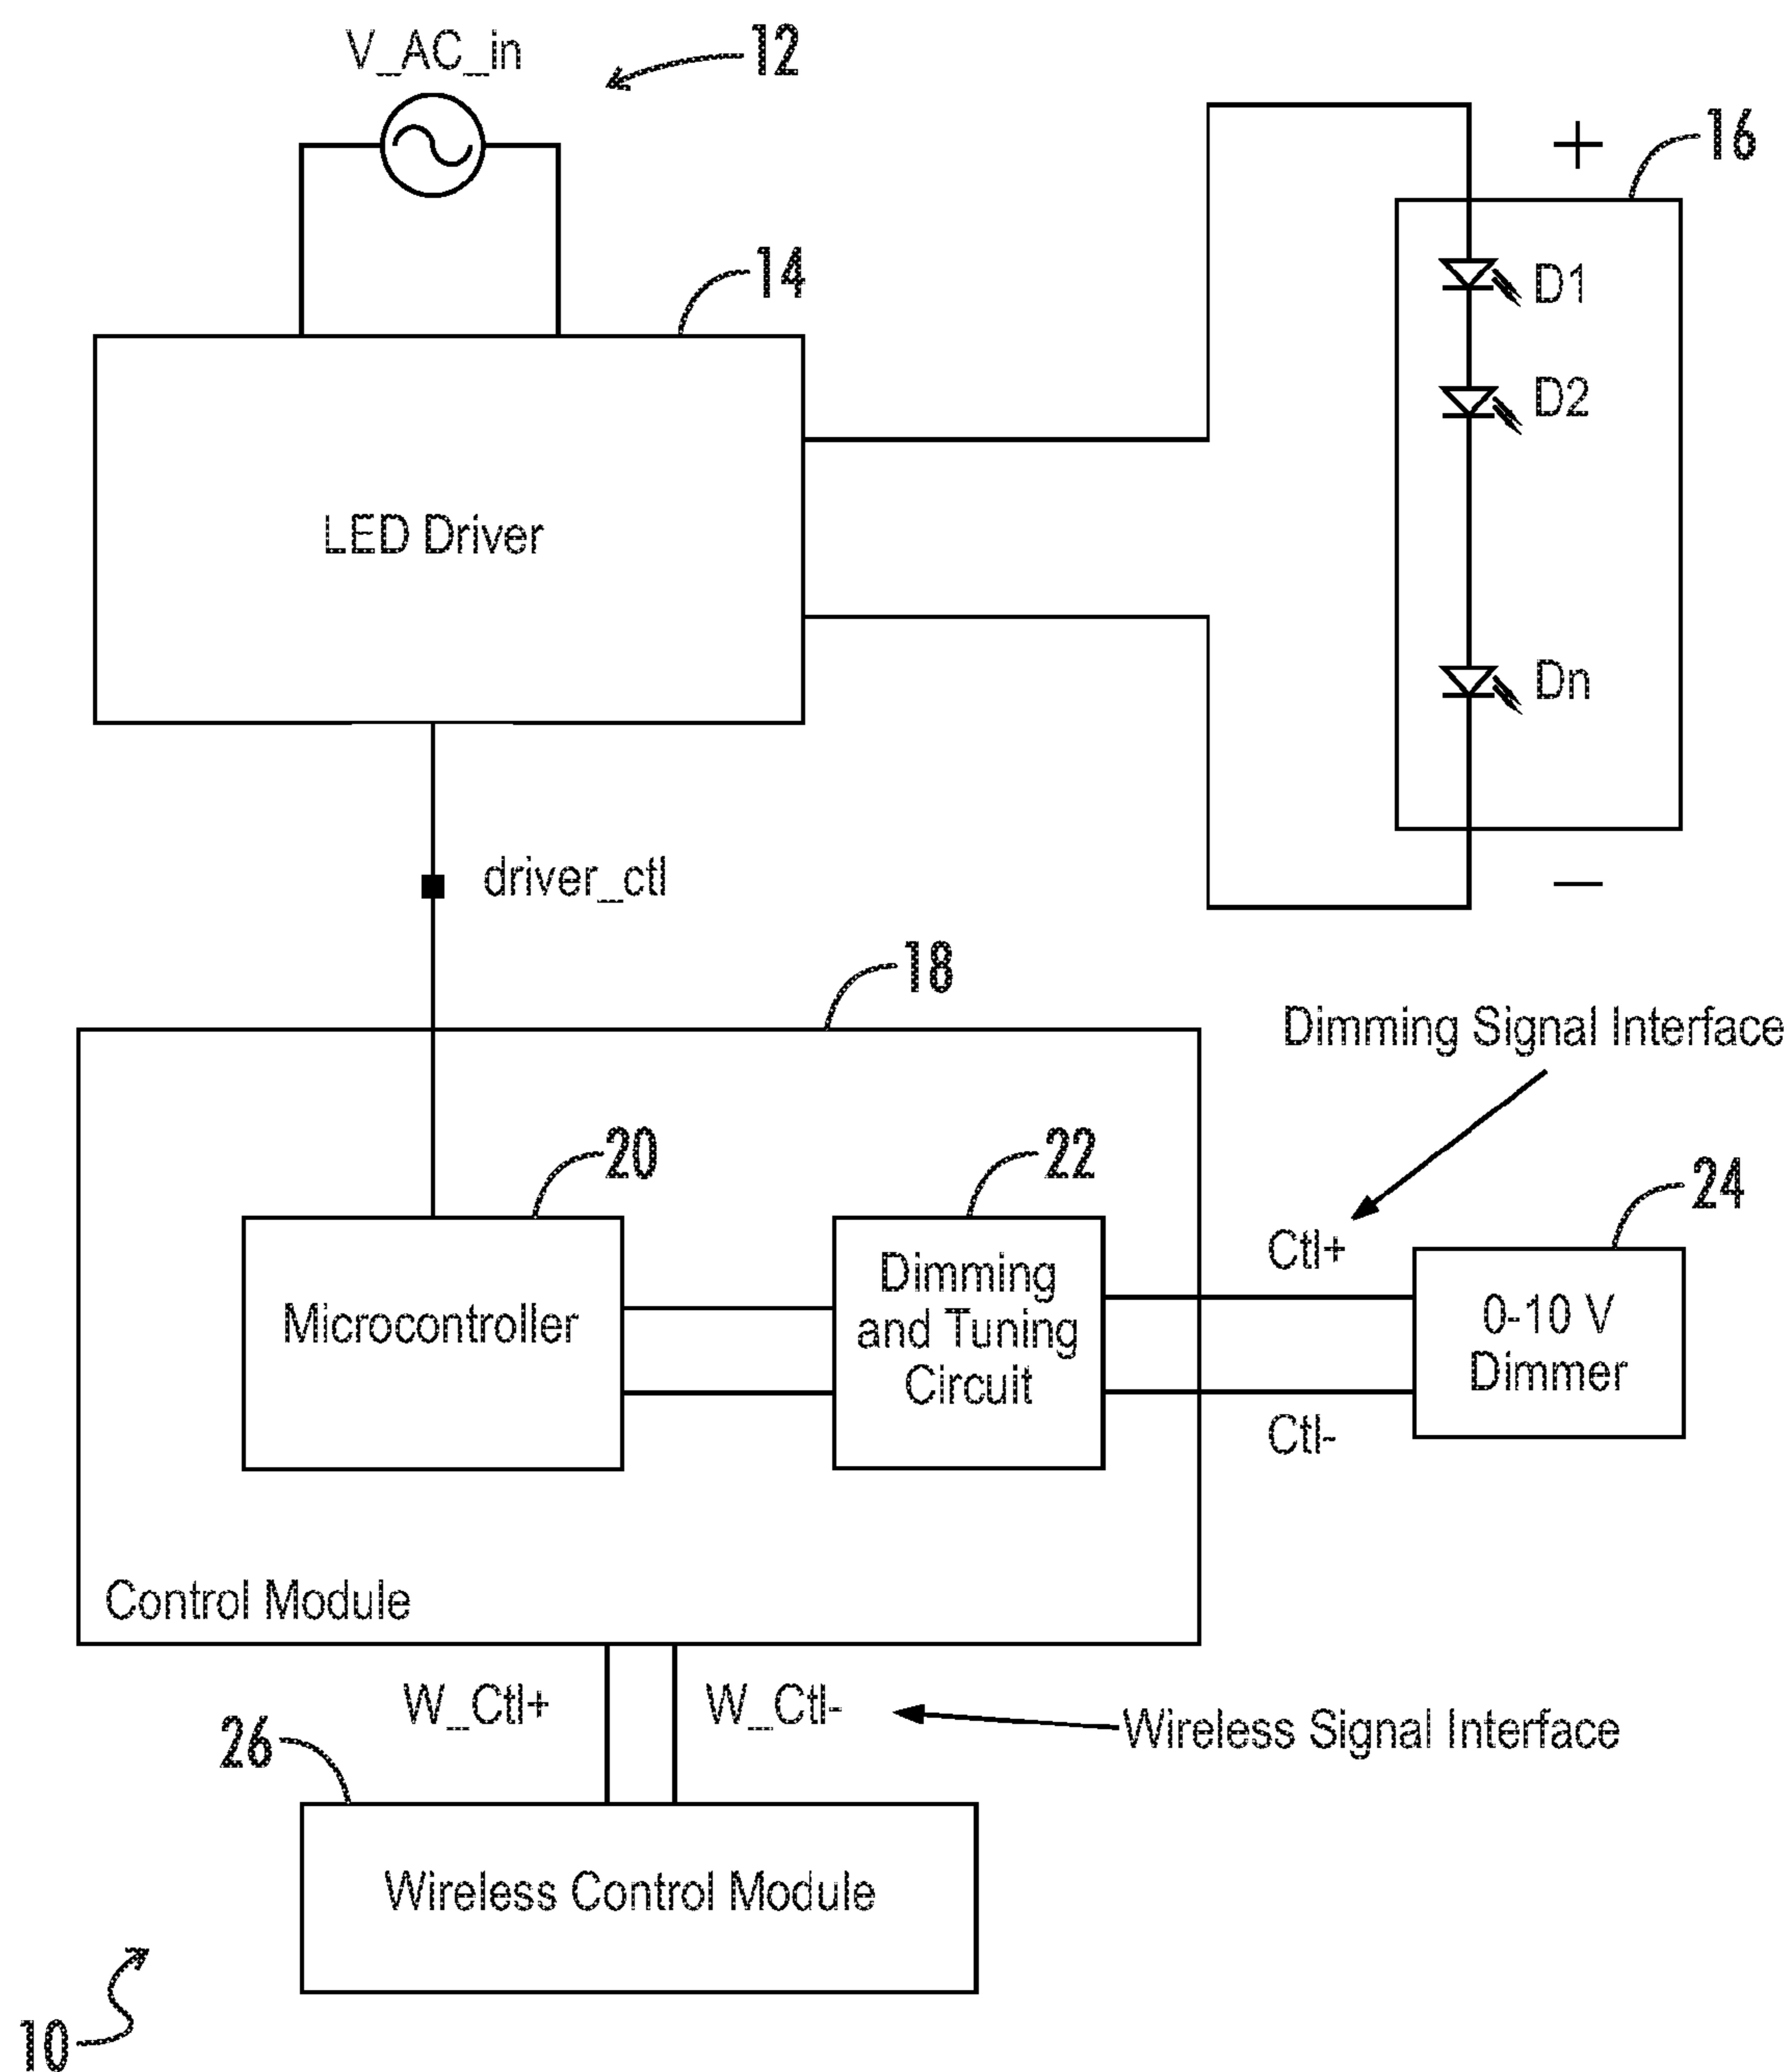 V_AC_in
12
16
+
14
D1
D2
LED Driver
Dn
driver_ctl
−
18
Dimming Signal Interface
20
22
24
Ctl+
Microcontroller
Dimming
and Tuning
Circuit
0-10 V
Dimmer
Ctl-
Control Module
W_Ctl+
W_Ctl-
Wireless Signal Interface
26
Wireless Control Module
10